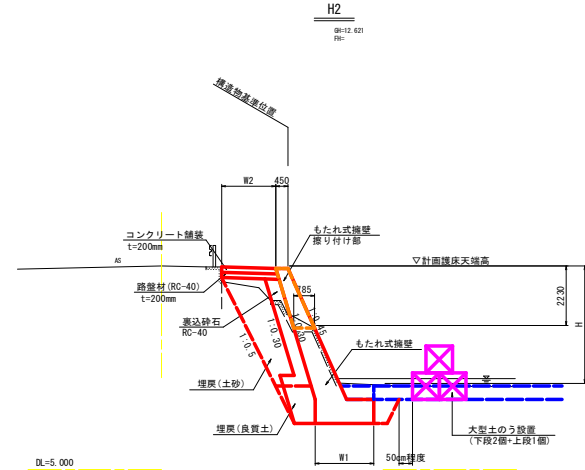 H2
GH=12.621
FH=
構造物基準位置
W2
450
コンクリート舗装
t=200mm
もたれ式擁壁
擦り付け部
AS
▽計画護床天端高
路盤材(RC-40)
t=200mm
785
2230
裏込砕石
RC-40
1:0.5
1:0.30
1:0.30
1:0.45
もたれ式擁壁
H
埋戻(土砂)
埋戻(良質土)
大型土のう設置
(下段2個+上段1個)
W1
50cm程度
DL=5.000